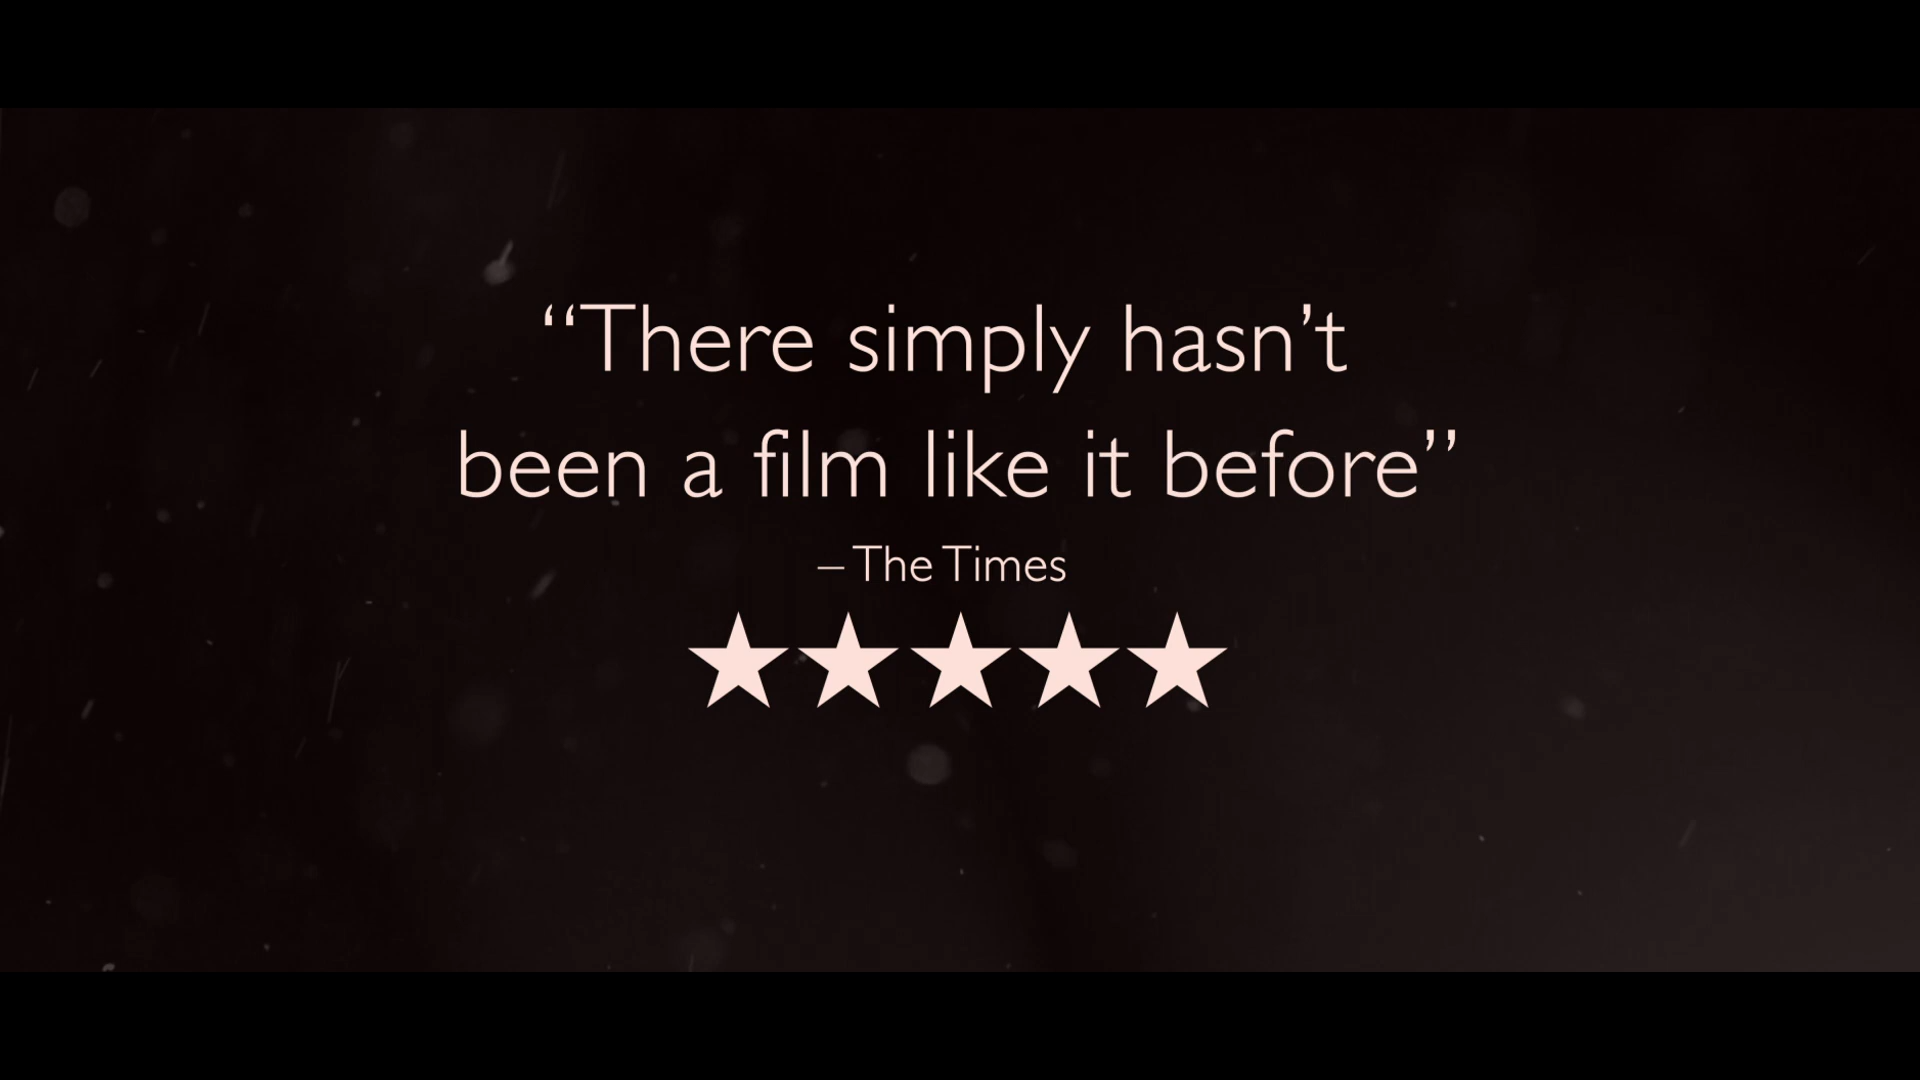 “There simply hasn’t
been a film like it before”
– The Times
★★★★★